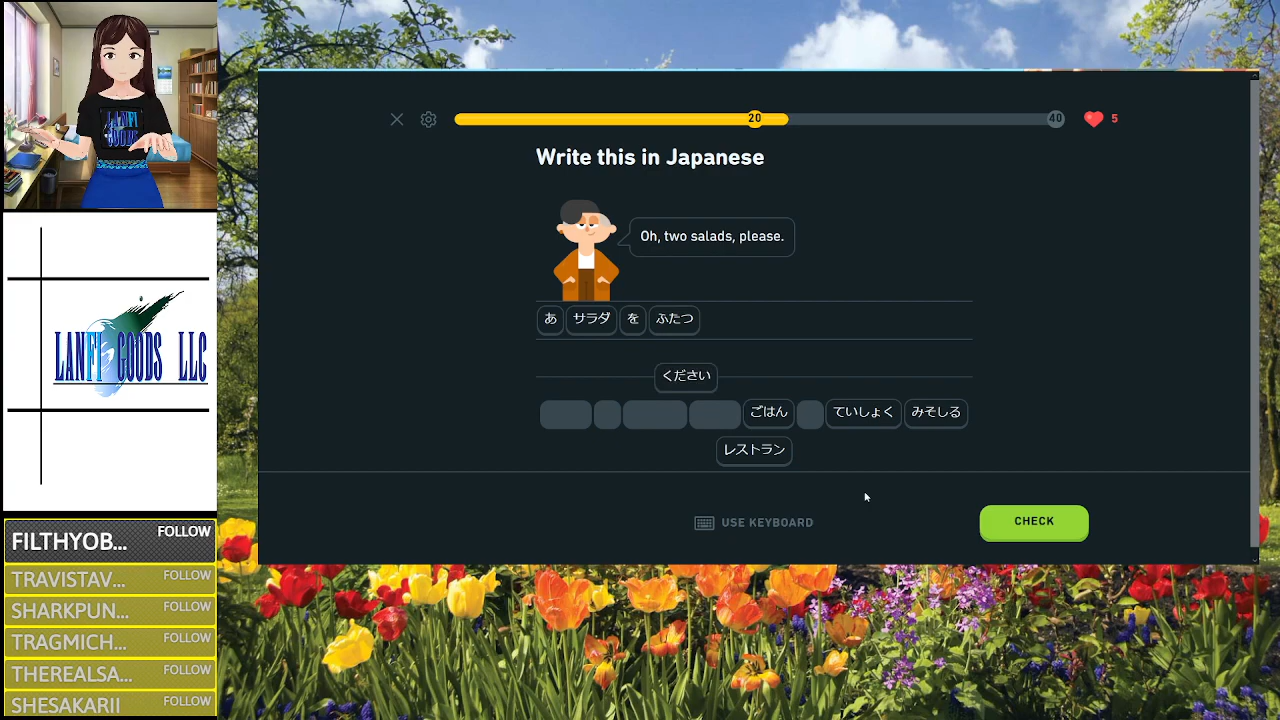 LANFI
GOODS
LANFI GOODS LLC
FILTHYOB... FOLLOW
TRAVISTAV... FOLLOW
SHARKPUN... FOLLOW
TRAGMICH... FOLLOW
THEREALSA... FOLLOW
SHESAKARII FOLLOW
20 40 5
Write this in Japanese
Oh, two salads, please.
あ サラダ を ふたつ
ください
ごはん ていしょく みそしる
レストラン
USE KEYBOARD
CHECK